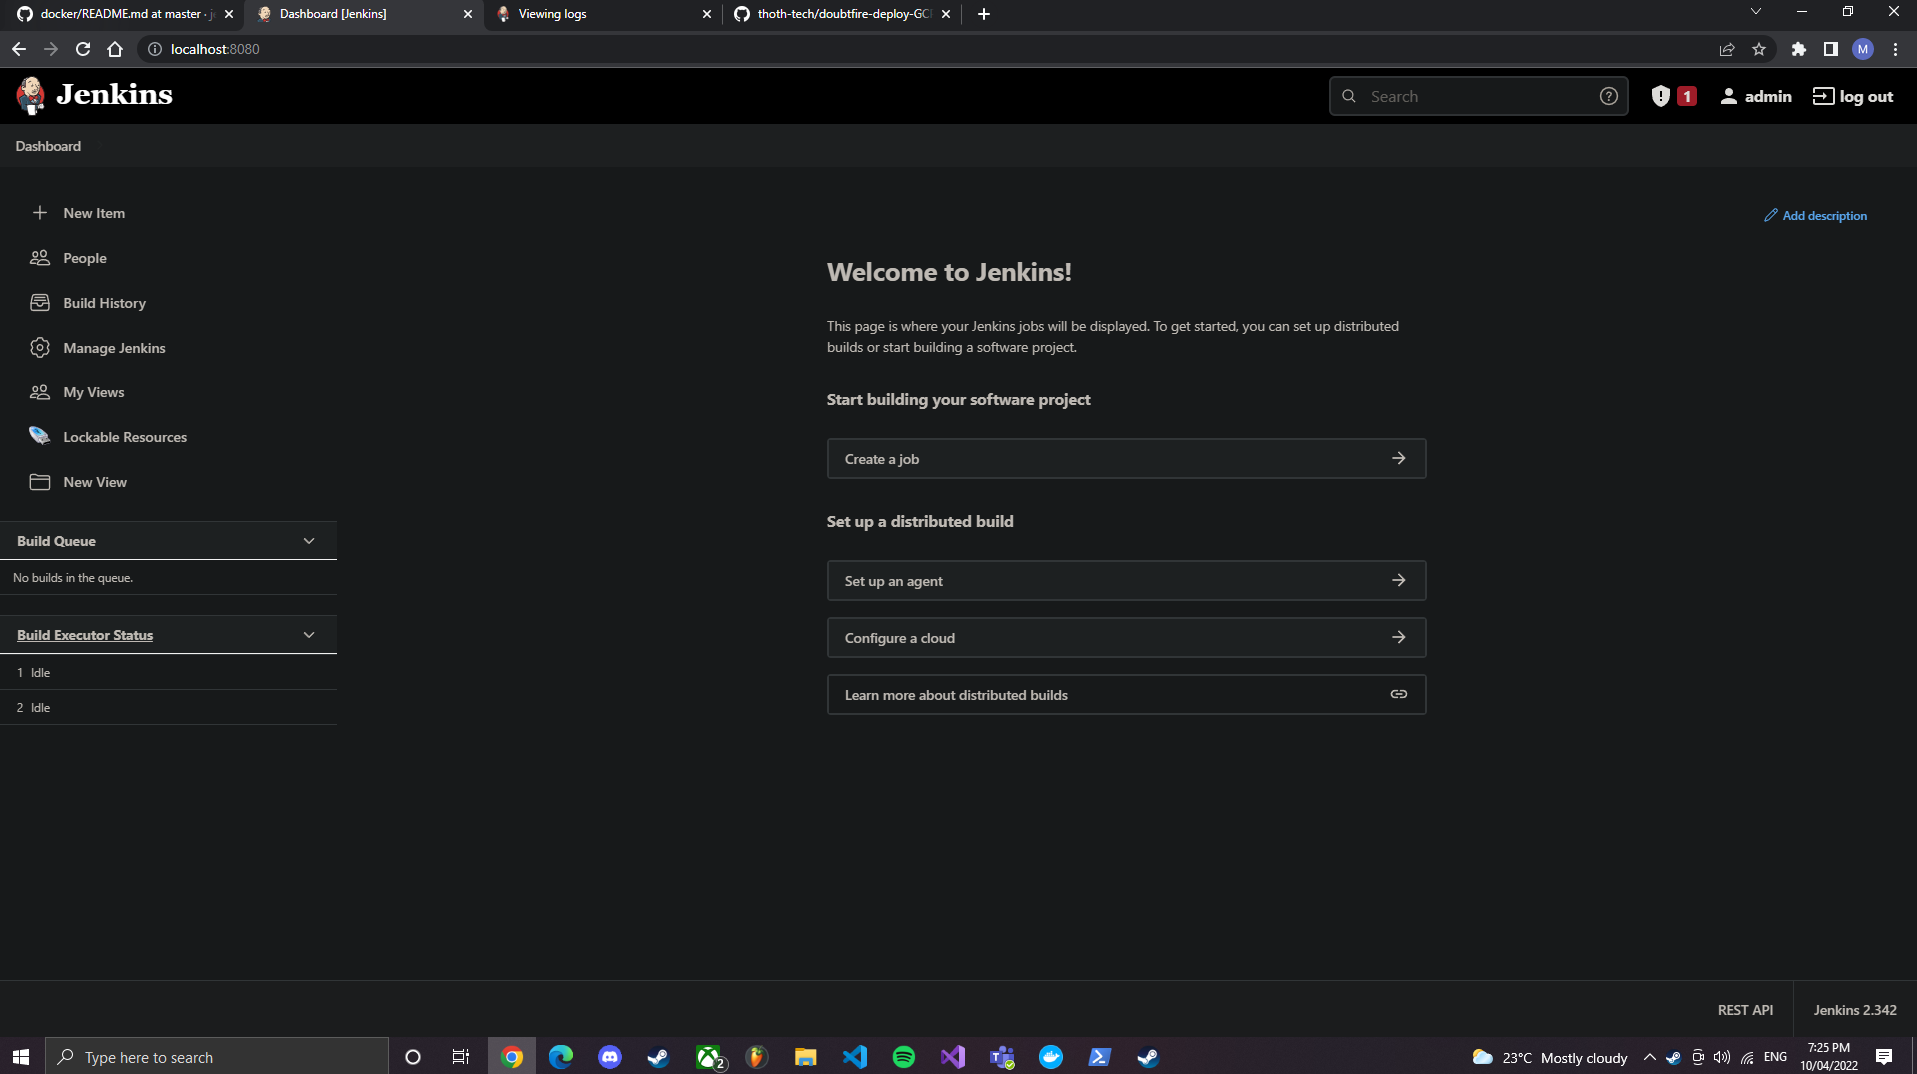 docker/README.md at master · je
Dashboard [Jenkins]
Viewing logs
thoth-tech/doubtfire-deploy-GC
localhost:8080
M
Jenkins
Search
1
admin
log out
Dashboard
New Item
People
Build History
Manage Jenkins
My Views
Lockable Resources
New View
Add description
Welcome to Jenkins!
This page is where your Jenkins jobs will be displayed. To get started, you can set up distributed
builds or start building a software project.
Start building your software project
Create a job
Set up a distributed build
Set up an agent
Configure a cloud
Learn more about distributed builds
Build Queue
No builds in the queue.
Build Executor Status
1 Idle
2 Idle
REST API
Jenkins 2.342
Type here to search
2
23°C Mostly cloudy
ENG
7:25 PM
10/04/2022